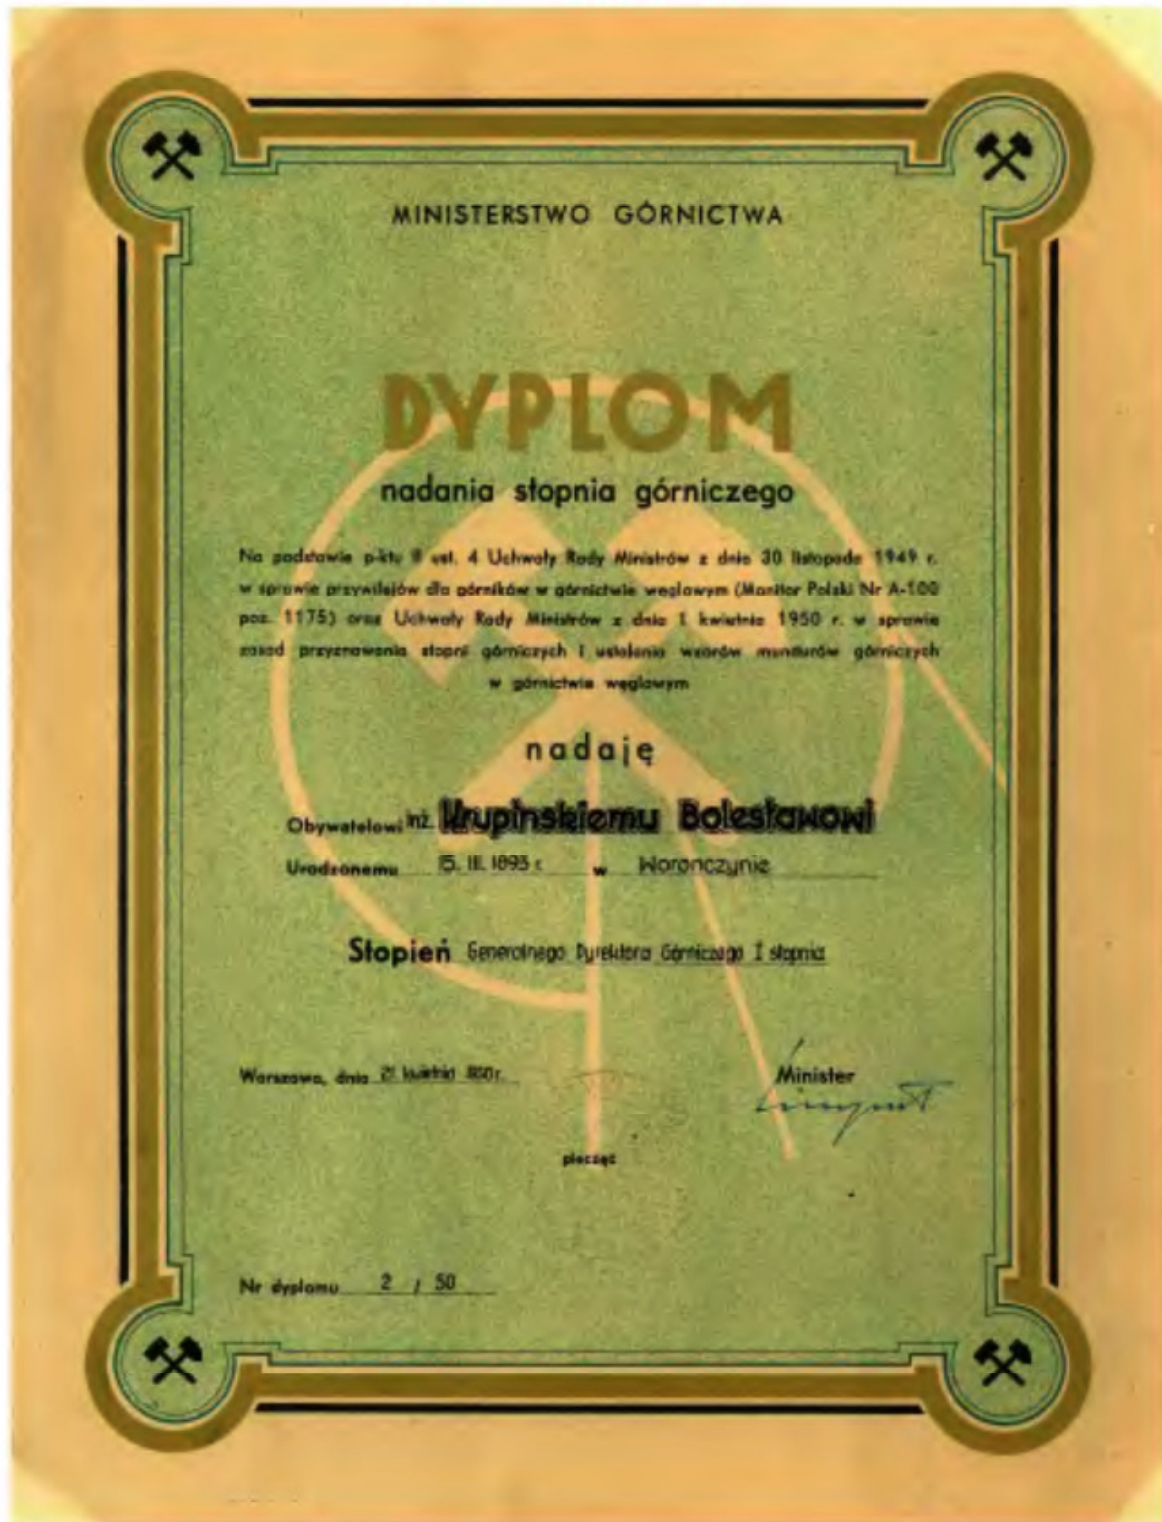 MINISTERSTWO GÓRNICTWA
DYPLOM
nadania stopnia górniczego
Na podstawie p-ktu II ust. 4 Uchwały Rady Ministrów z dnia 30 listopada 1949 r.
w sprawie przywilejów dla górników w górnictwie węglowym (Monitor Polski Nr A-100
poz. 1175) oraz Uchwały Rady Ministrów z dnia 1 kwietnia 1950 r. w sprawie
zasad przyznawania stopni górniczych i ustalenia wzorów mundurów górniczych
w górnictwie węglowym
nadaję
Obywatelowi inż. Krupinskiemu Bolesławowi
Urodzonemu 15. III. 1893 r. w Woronczynie
Stopień Generalnego Dyrektora Górniczego I stopnia
Warszawa, dnia 21 kwietnia 1950 r.
Minister
pieczęć
Nr dyplomu 2 / 50